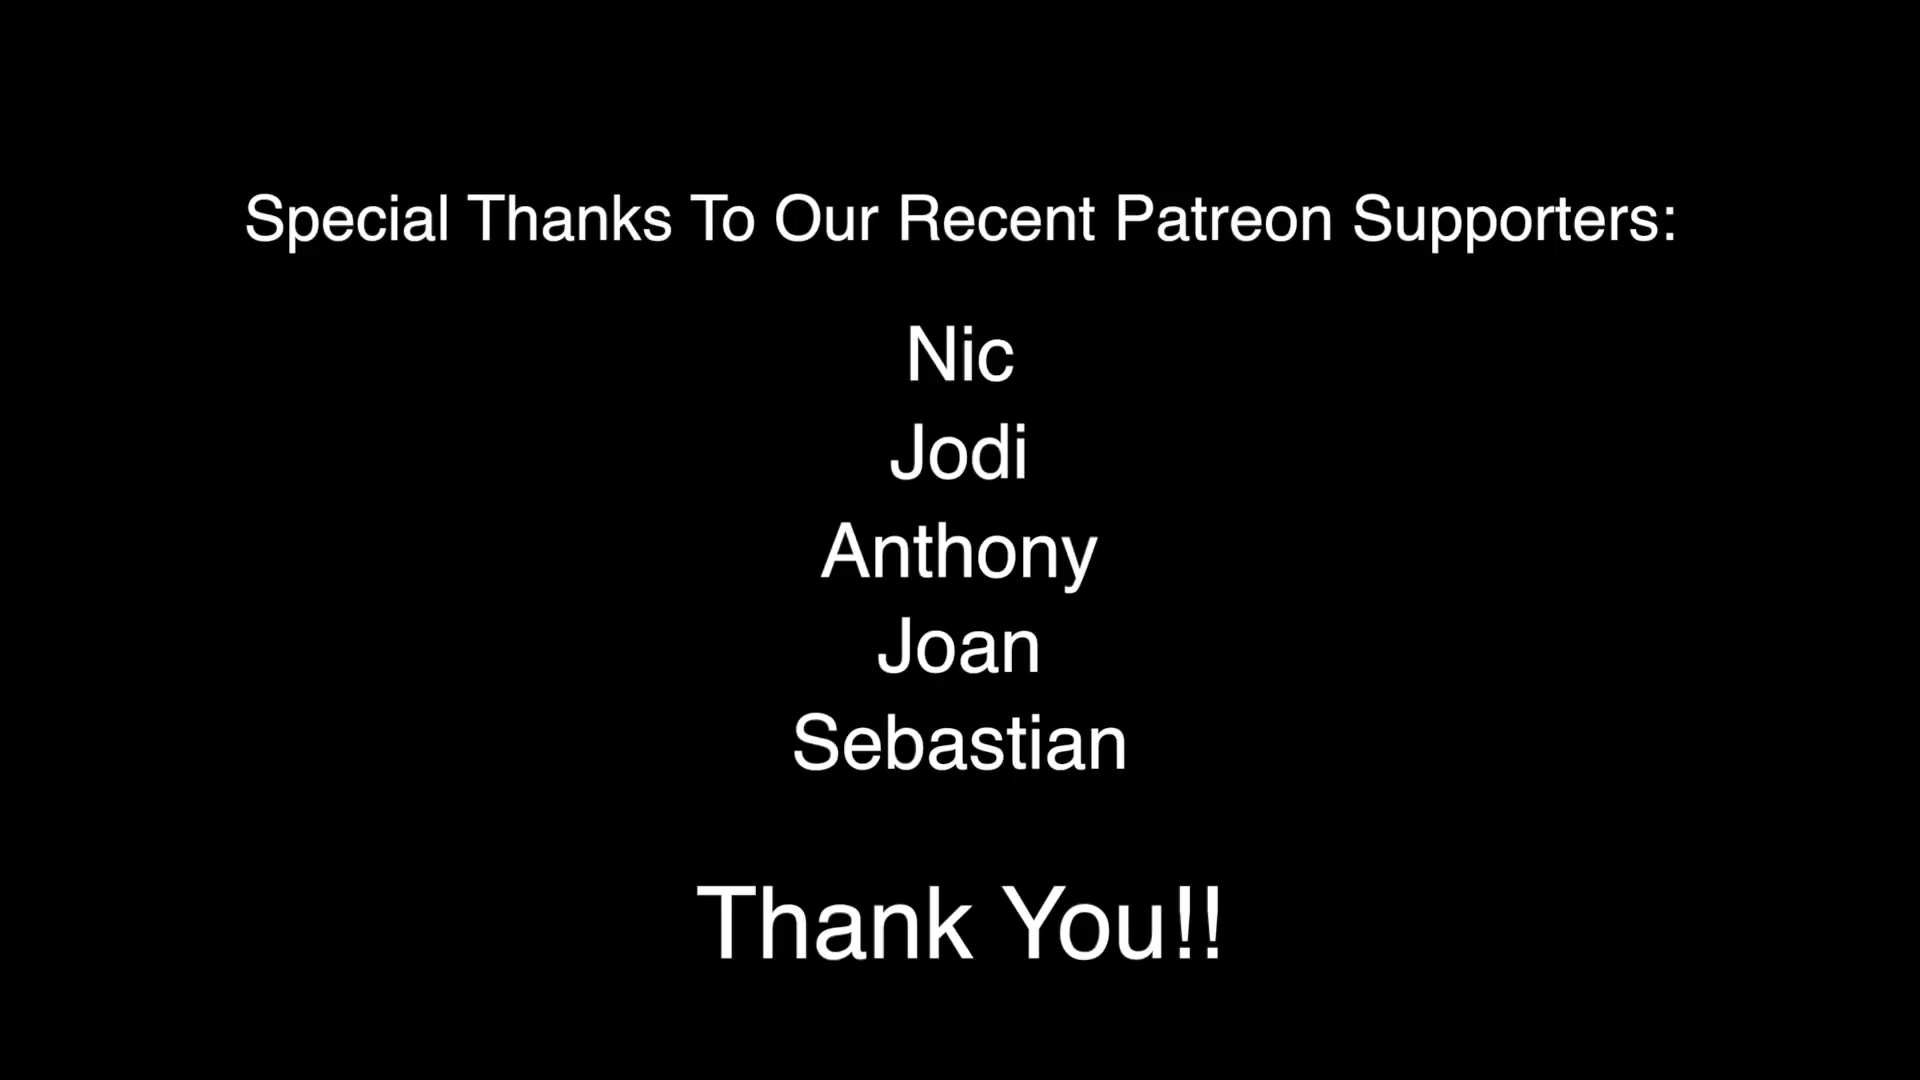 Special Thanks To Our Recent Patreon Supporters:
Nic
Jodi
Anthony
Joan
Sebastian
Thank You!!